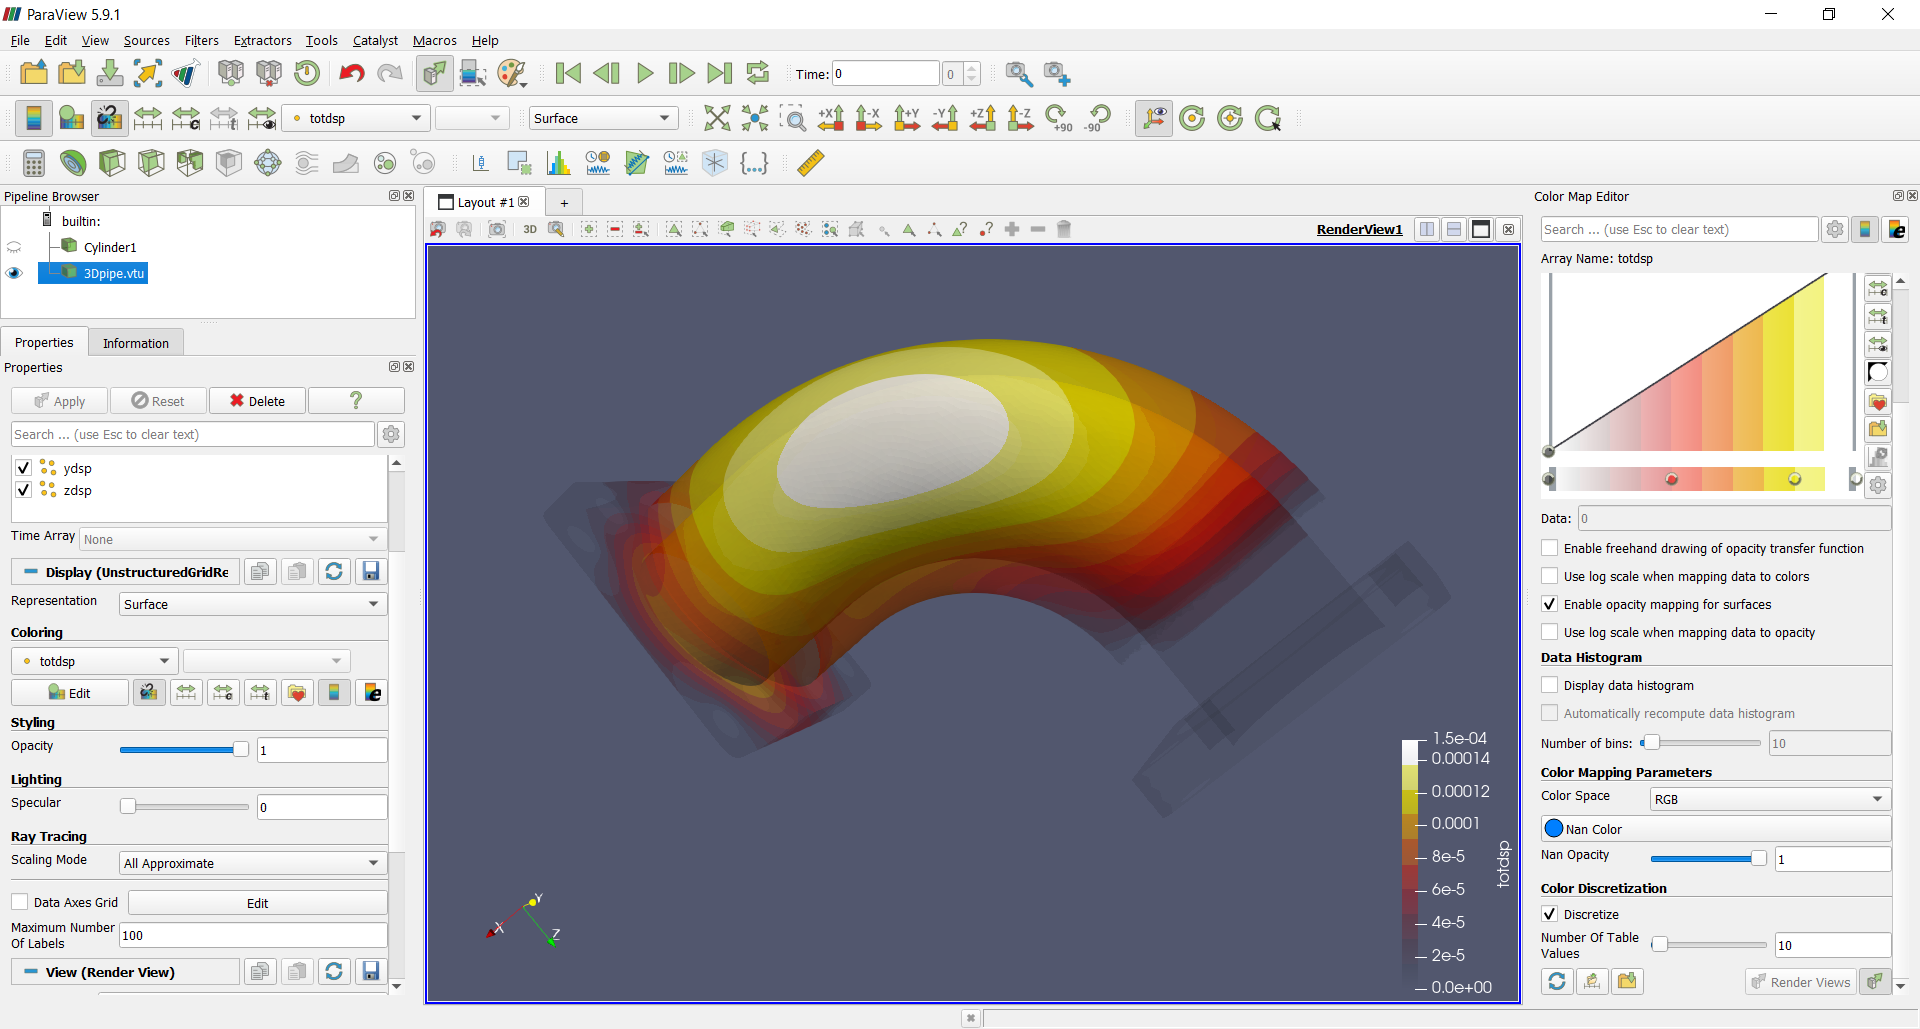 ParaView 5.9.1
File Edit View Sources Filters Extractors Tools Catalyst Macros Help
Time: 0 0
totdsp Surface +X -X +Y -Y +Z -Z +90 -90
Pipeline Browser
builtin:
Cylinder1
3Dpipe.vtu
Properties Information
Properties
Apply Reset Delete ?
Search ... (use Esc to clear text)
ydsp
zdsp
Time Array None
Display (UnstructuredGridRe
Representation Surface
Coloring
totdsp
Edit
Styling
Opacity 1
Lighting
Specular 0
Ray Tracing
Scaling Mode All Approximate
Data Axes Grid Edit
Maximum Number
Of Labels 100
View (Render View)
Layout #1 +
3D RenderView1
1.5e-04
0.00014
0.00012
0.0001
8e-5
6e-5
4e-5
2e-5
0.0e+00
totdsp
X Y Z
Color Map Editor
Search ... (use Esc to clear text)
Array Name: totdsp
Data: 0
Enable freehand drawing of opacity transfer function
Use log scale when mapping data to colors
Enable opacity mapping for surfaces
Use log scale when mapping data to opacity
Data Histogram
Display data histogram
Automatically recompute data histogram
Number of bins: 10
Color Mapping Parameters
Color Space RGB
Nan Color
Nan Opacity 1
Color Discretization
Discretize
Number Of Table
Values 10
Render Views